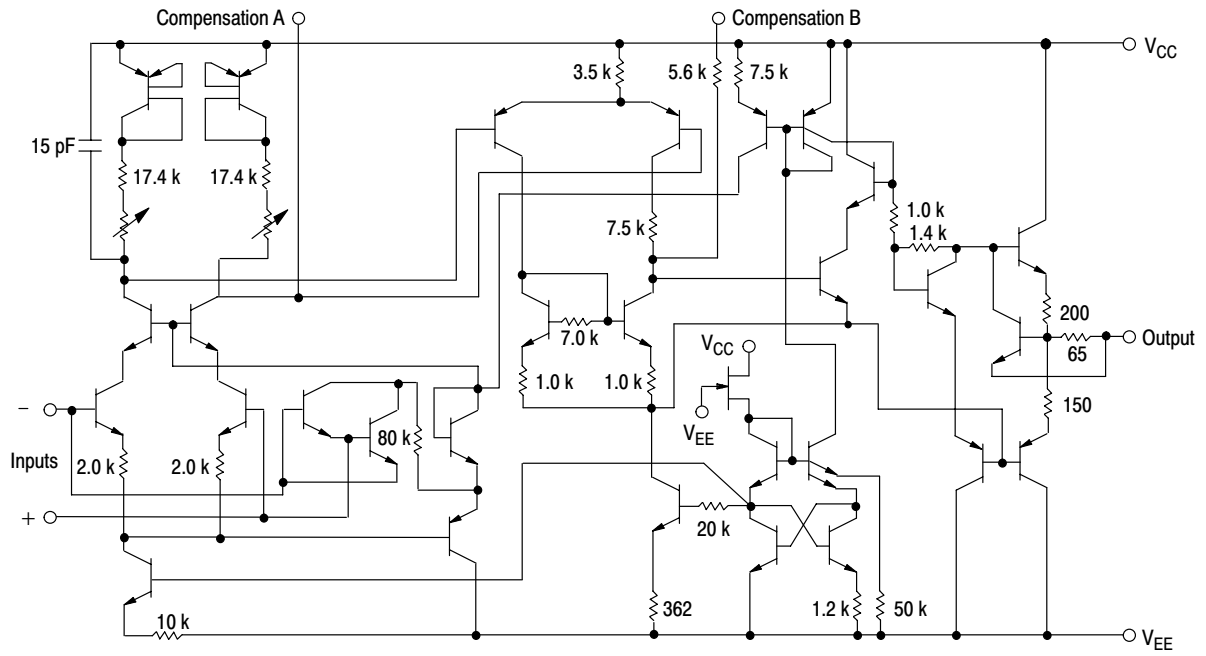 Compensation A
Compensation B
VCC
3.5 k
5.6 k
7.5 k
15 pF
17.4 k
17.4 k
1.0 k
1.4 k
7.5 k
200
Output
65
7.0 k
VCC
1.0 k
1.0 k
–
150
VEE
80 k
Inputs
2.0 k
2.0 k
+
20 k
362
1.2 k
50 k
10 k
VEE